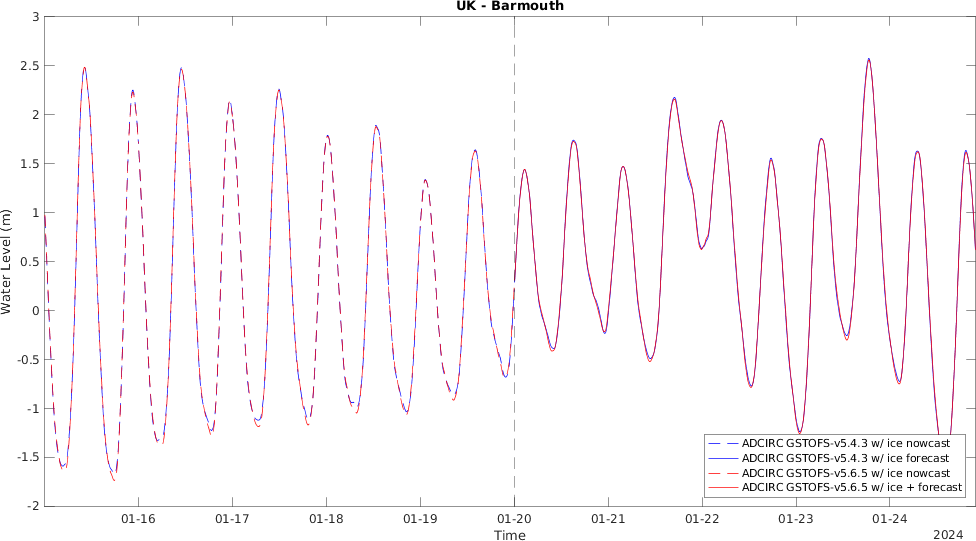 UK - Barmouth
3
2.5
2
1.5
1
0.5
0
-0.5
-1
-1.5
-2
Water Level (m)
01-16 01-17 01-18 01-19 01-20 01-21 01-22 01-23 01-24
Time
2024
ADCIRC GSTOFS-v5.4.3 w/ ice nowcast
ADCIRC GSTOFS-v5.4.3 w/ ice forecast
ADCIRC GSTOFS-v5.6.5 w/ ice nowcast
ADCIRC GSTOFS-v5.6.5 w/ ice + forecast